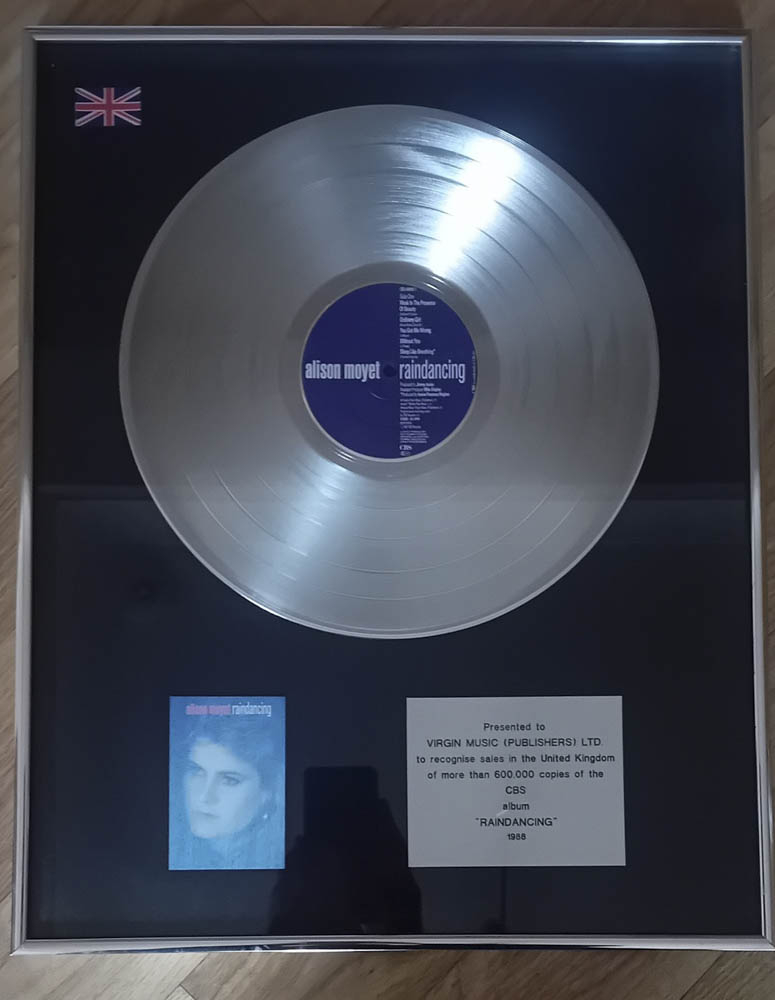 Side One
Weak In The Presence
Of Beauty
Ordinary Girl
You Got Me Wrong
Without You
Sleep Like Breathing*
alison moyet raindancing
CBS
alison moyet raindancing
Presented to
VIRGIN MUSIC (PUBLISHERS) LTD.
to recognise sales in the United Kingdom
of more than 600,000 copies of the
CBS
album
"RAINDANCING"
1988